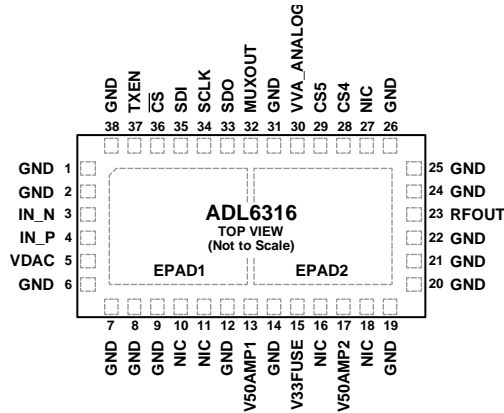 GND
TXEN
CS
SDI
SCLK
SDO
MUXOUT
GND
VVA_ANALOG
CS5
CS4
NIC
GND
38 37 36 35 34 33 32 31 30 29 28 27 26
GND 1
GND 2
IN_N 3
IN_P 4
VDAC 5
GND 6
ADL6316
TOP VIEW
(Not to Scale)
EPAD1
EPAD2
25 GND
24 GND
23 RFOUT
22 GND
21 GND
20 GND
7 8 9 10 11 12 13 14 15 16 17 18 19
GND
GND
GND
NIC
NIC
GND
V50AMP1
GND
V33FUSE
NIC
V50AMP2
NIC
GND